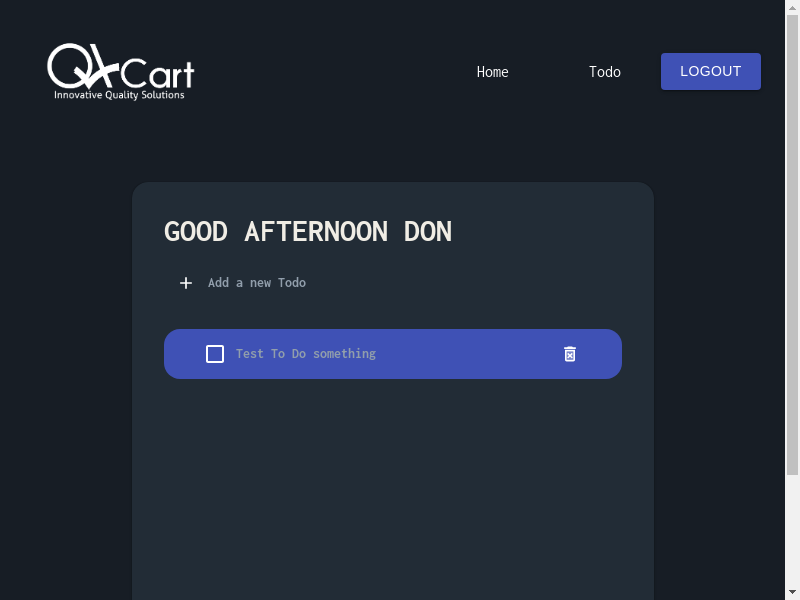 QACart
Innovative Quality Solutions
Home
Todo
LOGOUT
GOOD AFTERNOON DON
Add a new Todo
Test To Do something